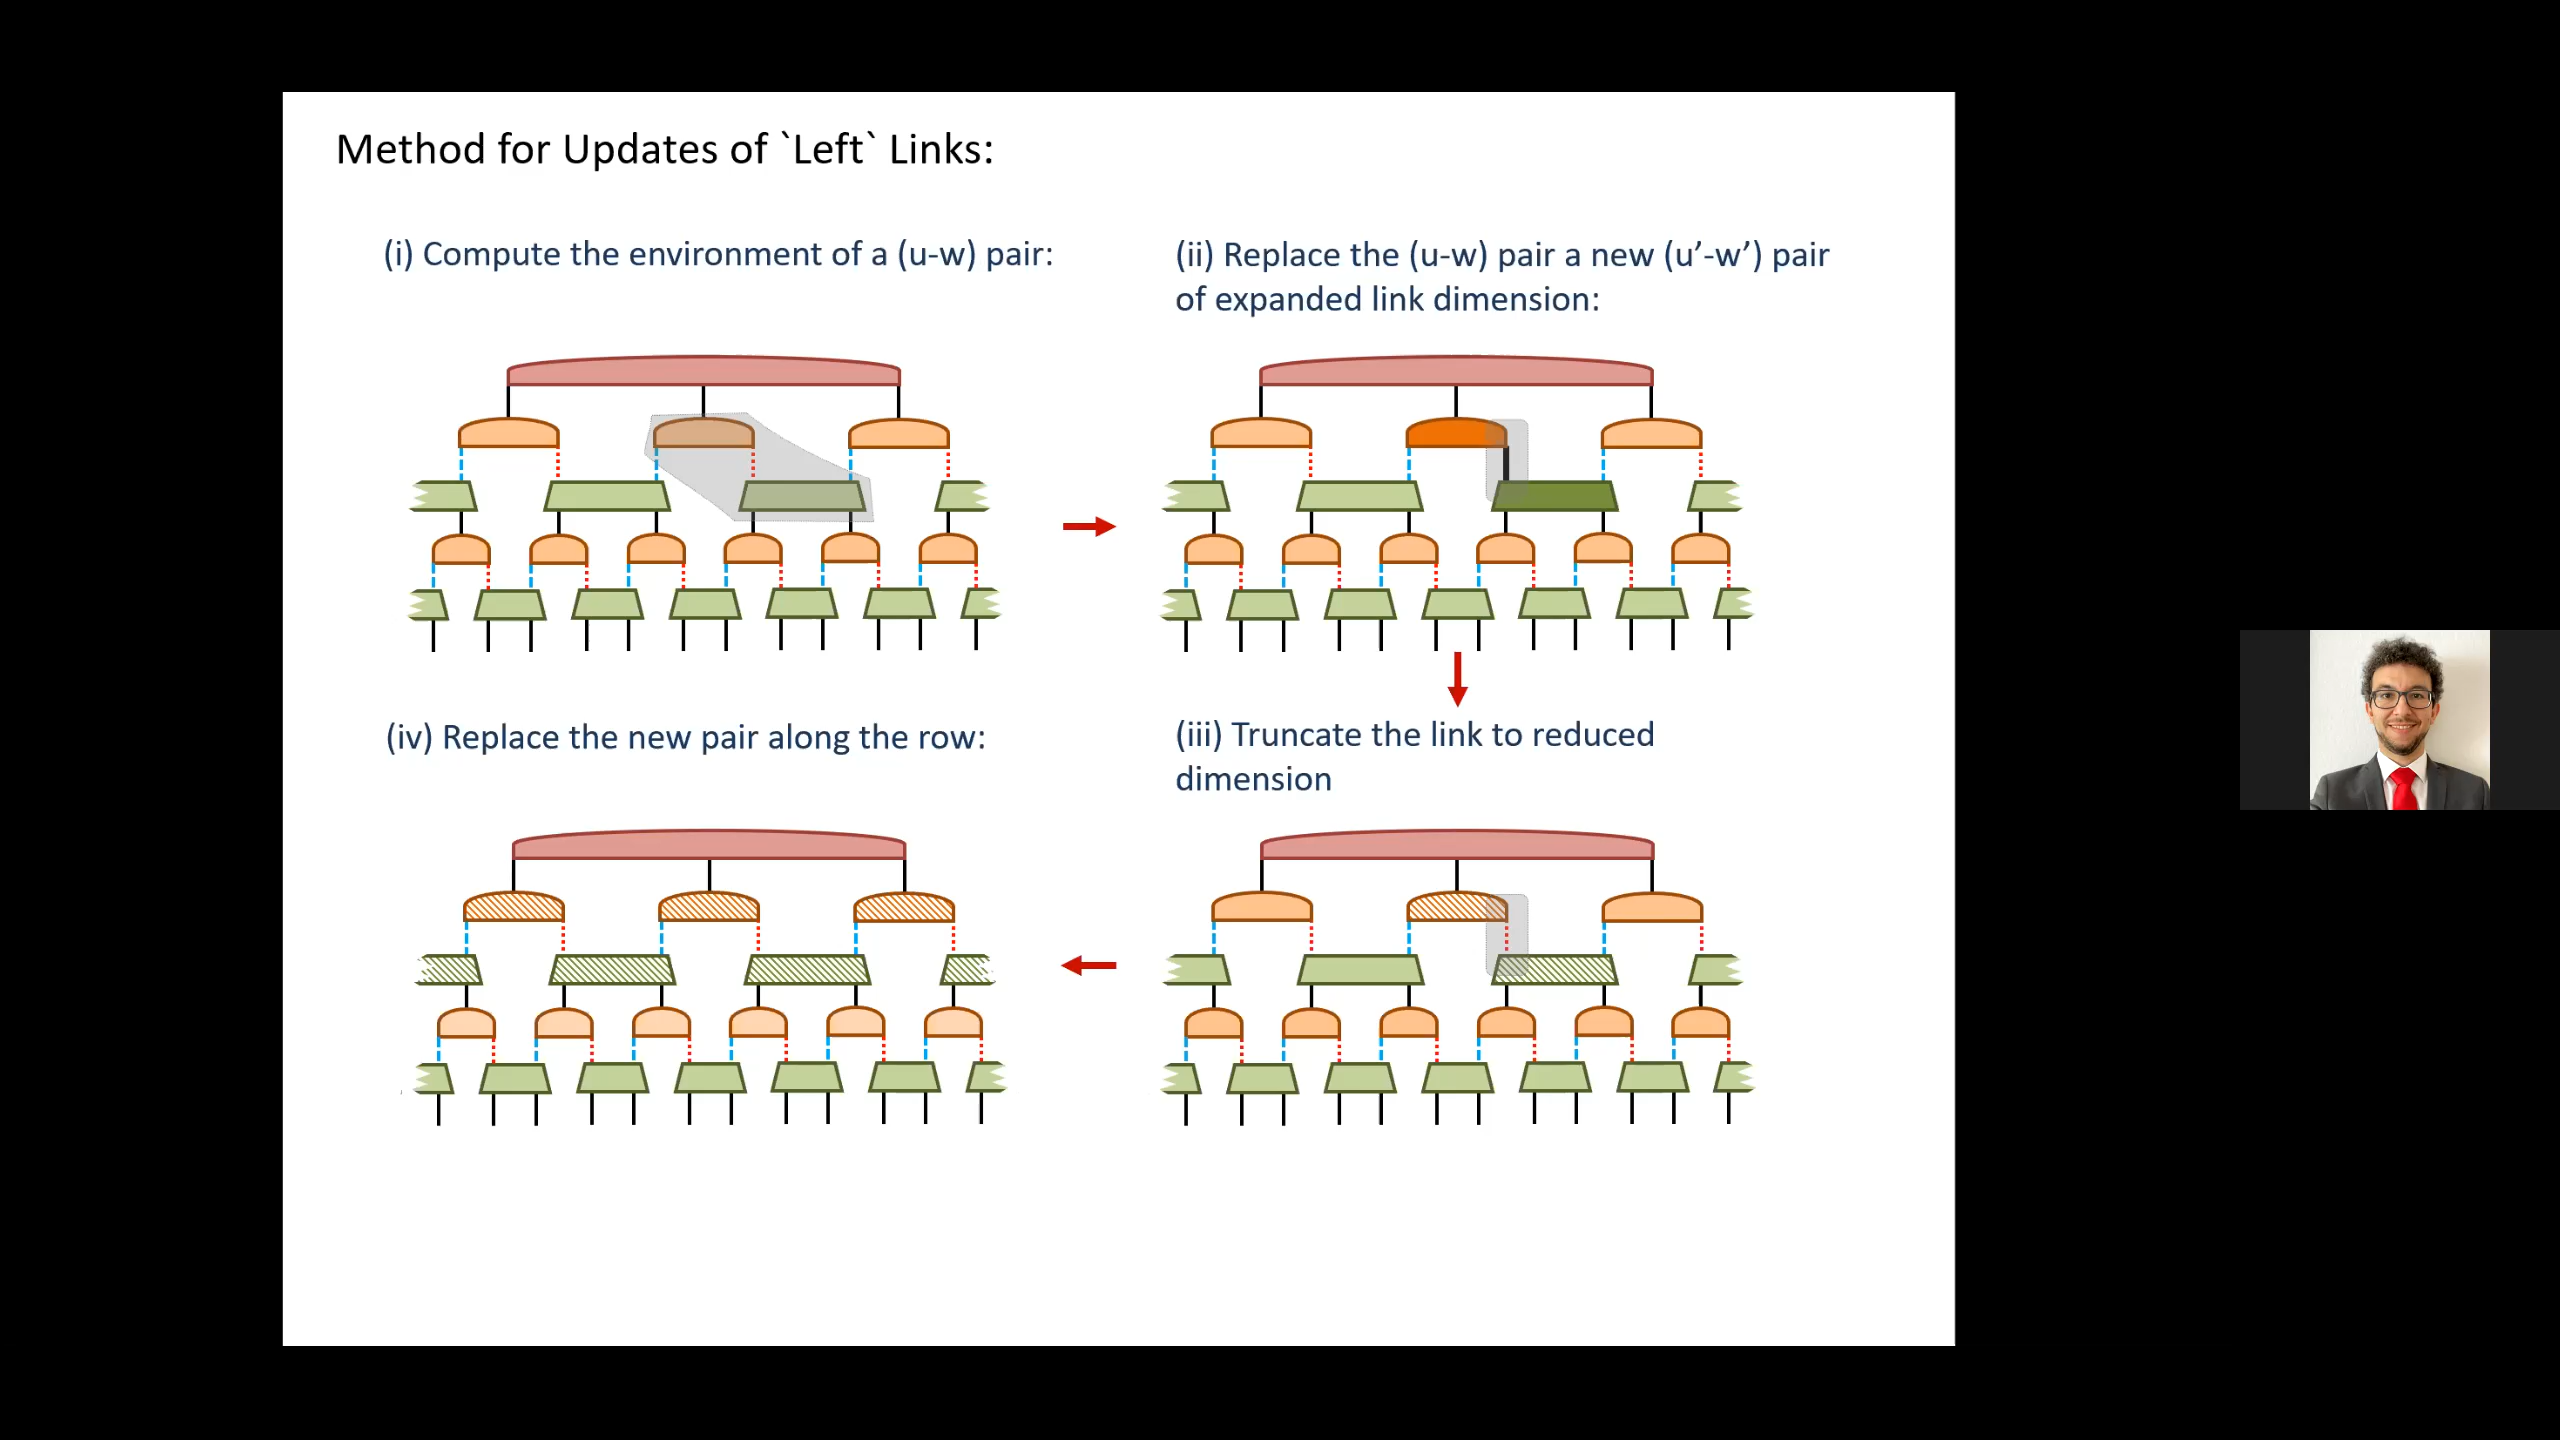 Method for Updates of `Left` Links:
(i) Compute the environment of a (u-w) pair:
(ii) Replace the (u-w) pair a new (u’-w’) pair
of expanded link dimension:
(iii) Truncate the link to reduced
dimension
(iv) Replace the new pair along the row: